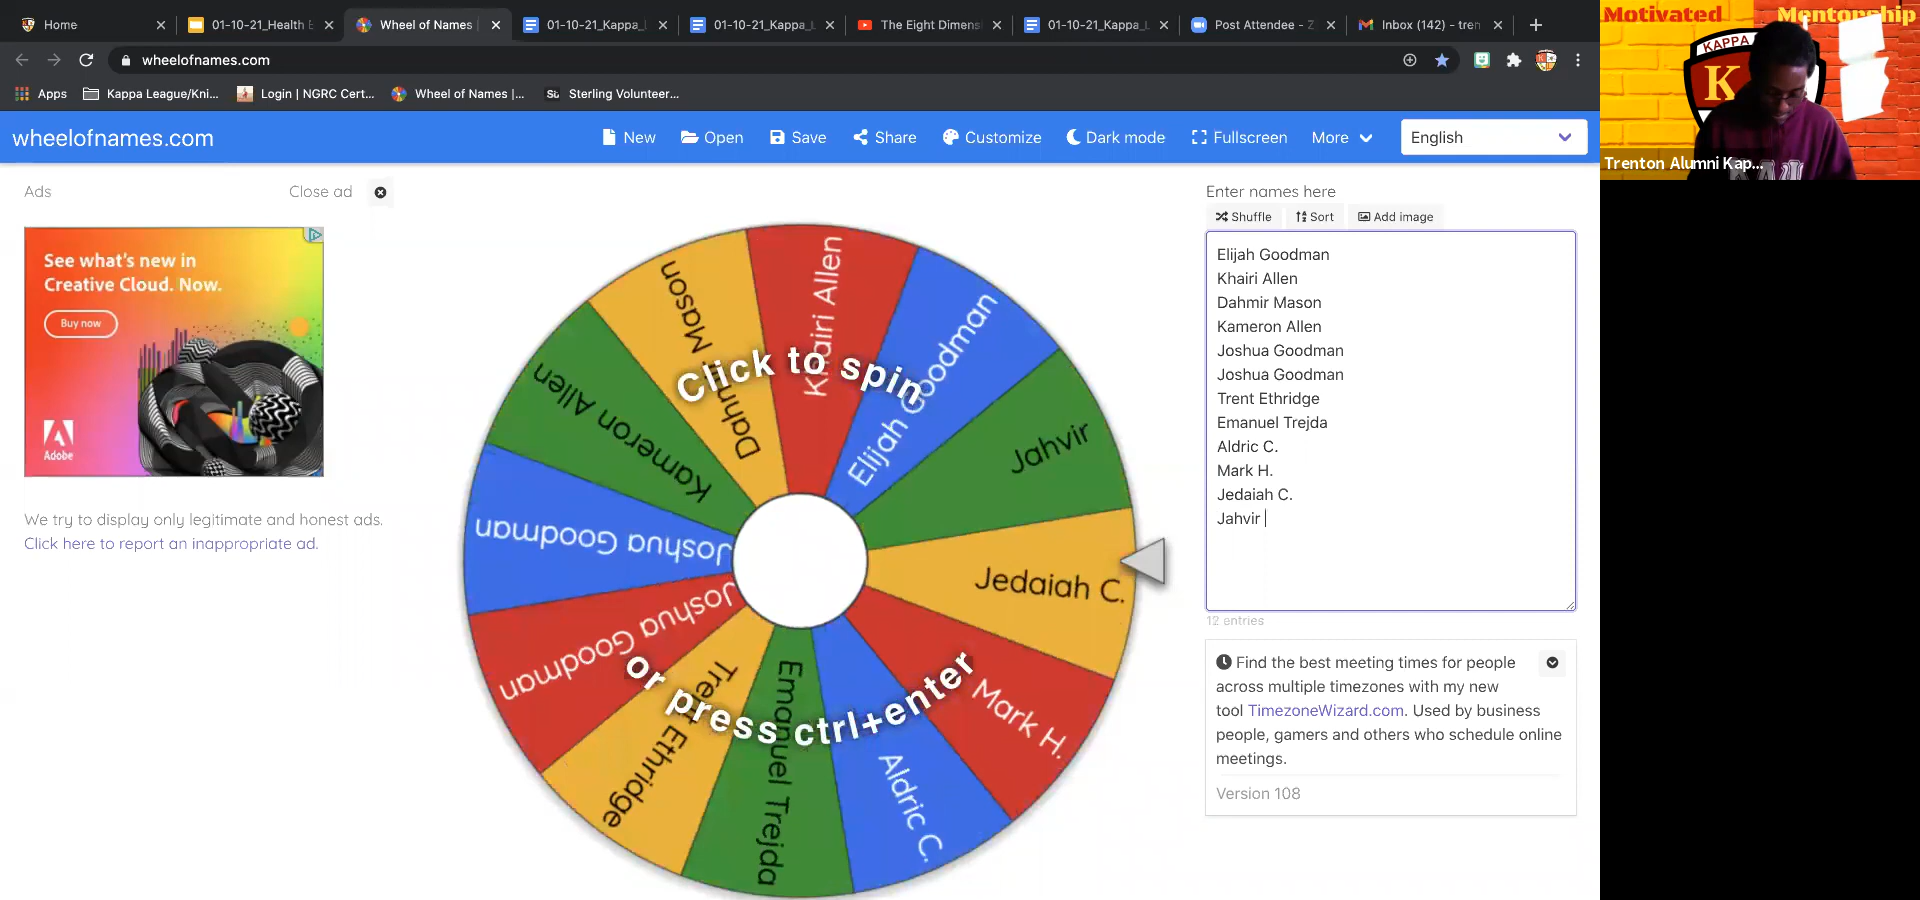 Home
01-10-21_Health E
Wheel of Names |
01-10-21_Kappa_L
01-10-21_Kappa_L
The Eight Dimens
01-10-21_Kappa_L
Post Attendee - Z
Inbox (142) - tren
wheelofnames.com
Apps
Kappa League/Kni...
Login | NGRC Cert...
Wheel of Names |...
Sterling Volunteer...
wheelofnames.com
New
Open
Save
Share
Customize
Dark mode
Fullscreen
More
English
Motivated
Mentorship
KAPPA
K
Trenton Alumni Kap...
Ads
Close ad
See what's new in
Creative Cloud. Now.
Buy now
Adobe
We try to display only legitimate and honest ads.
Click here to report an inappropriate ad.
Click to spin
or press ctrl+enter
Khairi Allen
Elijah Goodman
Jahvir
Jedaiah C.
Mark H.
Aldric C.
Emanuel Trejda
Trent Ethridge
Joshua Goodman
Joshua Goodman
Kameron Allen
Dahmir Mason
Enter names here
Shuffle
Sort
Add image
Elijah Goodman
Khairi Allen
Dahmir Mason
Kameron Allen
Joshua Goodman
Joshua Goodman
Trent Ethridge
Emanuel Trejda
Aldric C.
Mark H.
Jedaiah C.
Jahvir
12 entries
Find the best meeting times for people
across multiple timezones with my new
tool TimezoneWizard.com. Used by business
people, gamers and others who schedule online
meetings.
Version 108